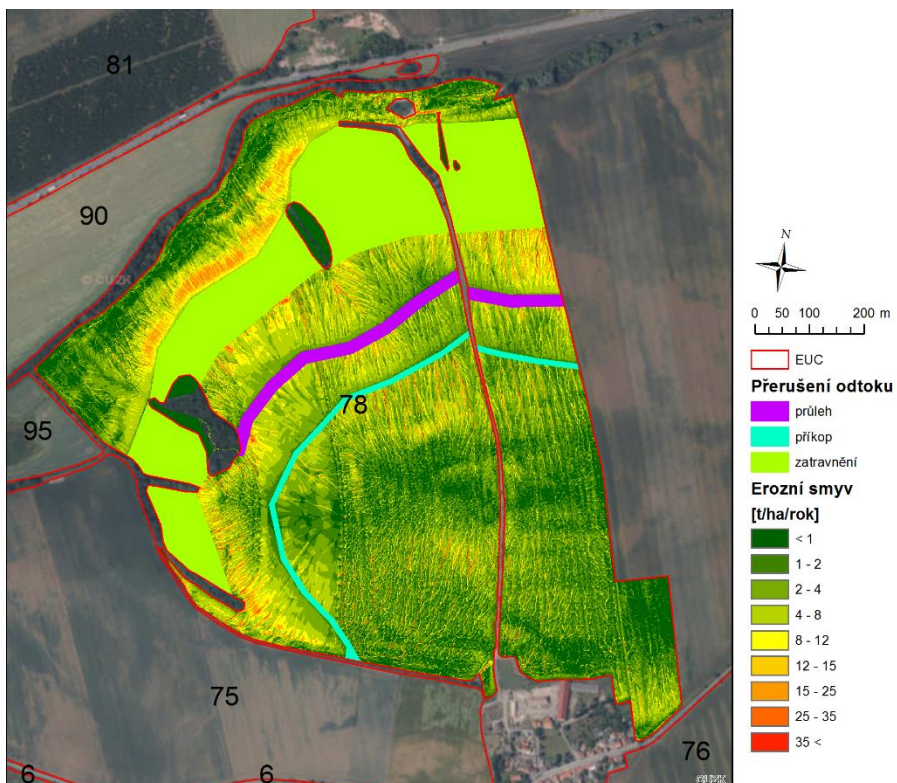 81
90
© ČÚZK
95
78
75
76
6
6
ČÚZK
N
0 50 100 200 m
EUC
Přerušení odtoku
průleh
příkop
zatravnění
Erozní smyv
[t/ha/rok]
< 1
1 - 2
2 - 4
4 - 8
8 - 12
12 - 15
15 - 25
25 - 35
35 <